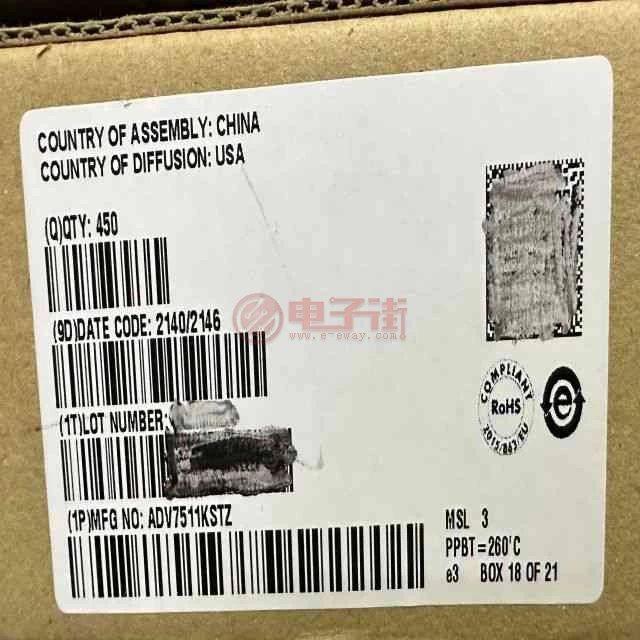 COUNTRY OF ASSEMBLY: CHINA
COUNTRY OF DIFFUSION: USA
(Q)QTY: 450
(9D)DATE CODE: 2140/2146
电子街
www.e-eway.com
(1T)LOT NUMBER:
COMPLIANT
RoHS
2015/863/EU
e
(1P)MFG NO: ADV7511KSTZ
MSL 3
PPBT=260°C
e3 BOX 18 OF 21